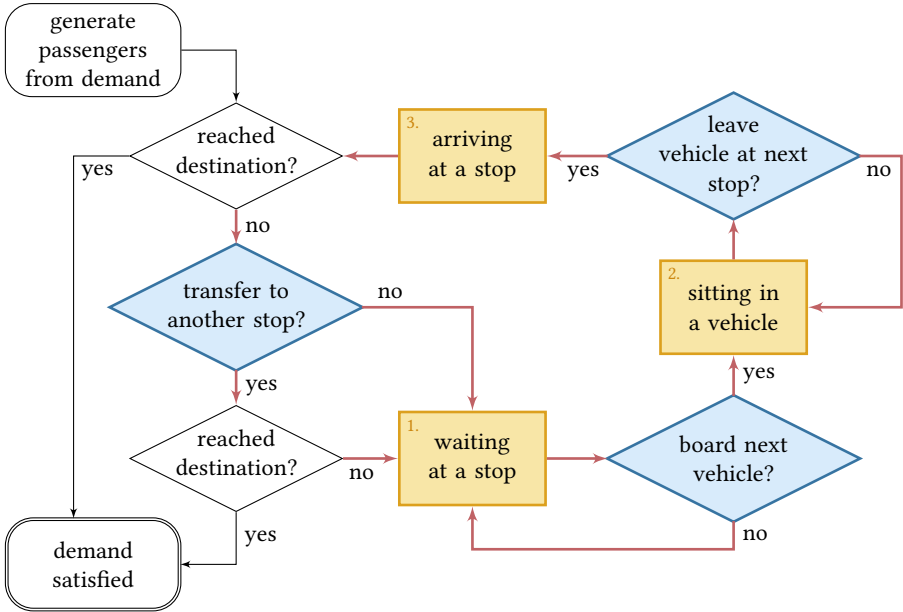 generate
passengers
from demand
reached
destination?
yes
no
3.
arriving
at a stop
yes
leave
vehicle at next
stop?
no
transfer to
another stop?
no
yes
2.
sitting in
a vehicle
yes
reached
destination?
no
yes
1.
waiting
at a stop
board next
vehicle?
no
demand
satisfied